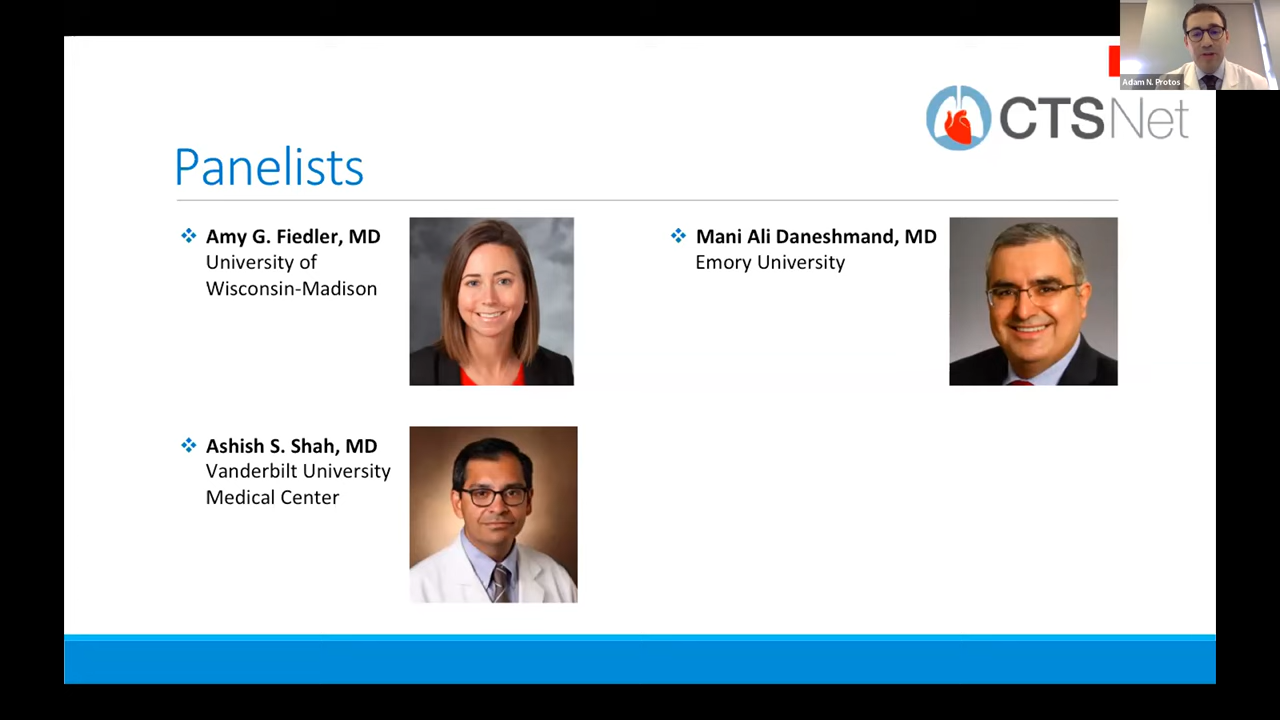 Adam N. Protos
CTSNet
Panelists
Amy G. Fiedler, MD
University of
Wisconsin-Madison
Mani Ali Daneshmand, MD
Emory University
Ashish S. Shah, MD
Vanderbilt University
Medical Center